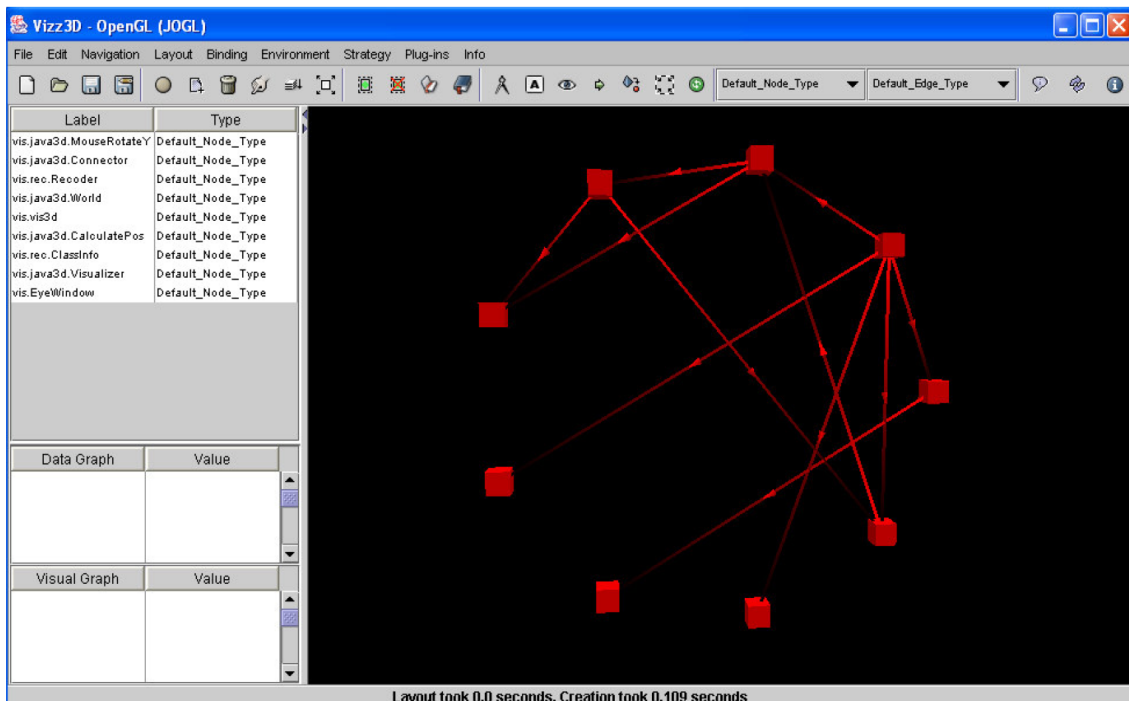 Vizz3D - OpenGL (JOGL)
File Edit Navigation Layout Binding Environment Strategy Plug-ins Info
A Default_Node_Type Default_Edge_Type
Label Type
vis.java3d.MouseRotateY Default_Node_Type
vis.java3d.Connector Default_Node_Type
vis.rec.Recoder Default_Node_Type
vis.java3d.World Default_Node_Type
vis.vis3d Default_Node_Type
vis.java3d.CalculatePos Default_Node_Type
vis.rec.ClassInfo Default_Node_Type
vis.java3d.Visualizer Default_Node_Type
vis.EyeWindow Default_Node_Type
Data Graph Value
Visual Graph Value
Layout took 0.0 seconds. Creation took 0.109 seconds